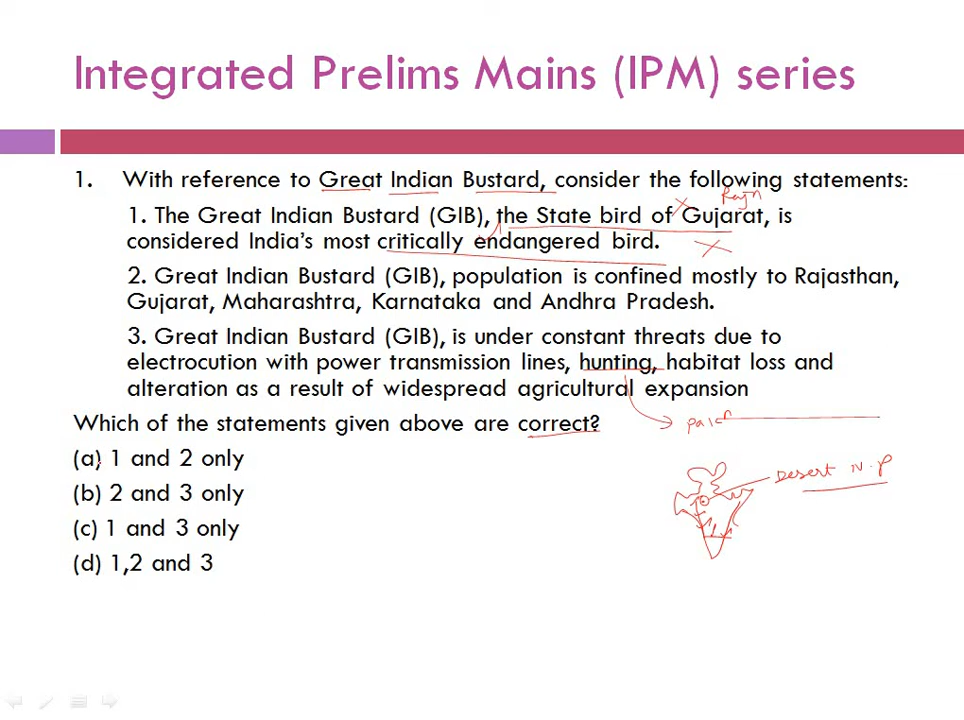 Integrated Prelims Mains (IPM) series
1. With reference to Great Indian Bustard, consider the following statements:
Rajn
1. The Great Indian Bustard (GIB), the State bird of Gujarat, is
considered India's most critically endangered bird.
2. Great Indian Bustard (GIB), population is confined mostly to Rajasthan,
Gujarat, Maharashtra, Karnataka and Andhra Pradesh.
3. Great Indian Bustard (GIB), is under constant threats due to
electrocution with power transmission lines, hunting, habitat loss and
alteration as a result of widespread agricultural expansion
Which of the statements given above are correct?
(a) 1 and 2 only
Desert N.P
(b) 2 and 3 only
(c) 1 and 3 only
(d) 1,2 and 3